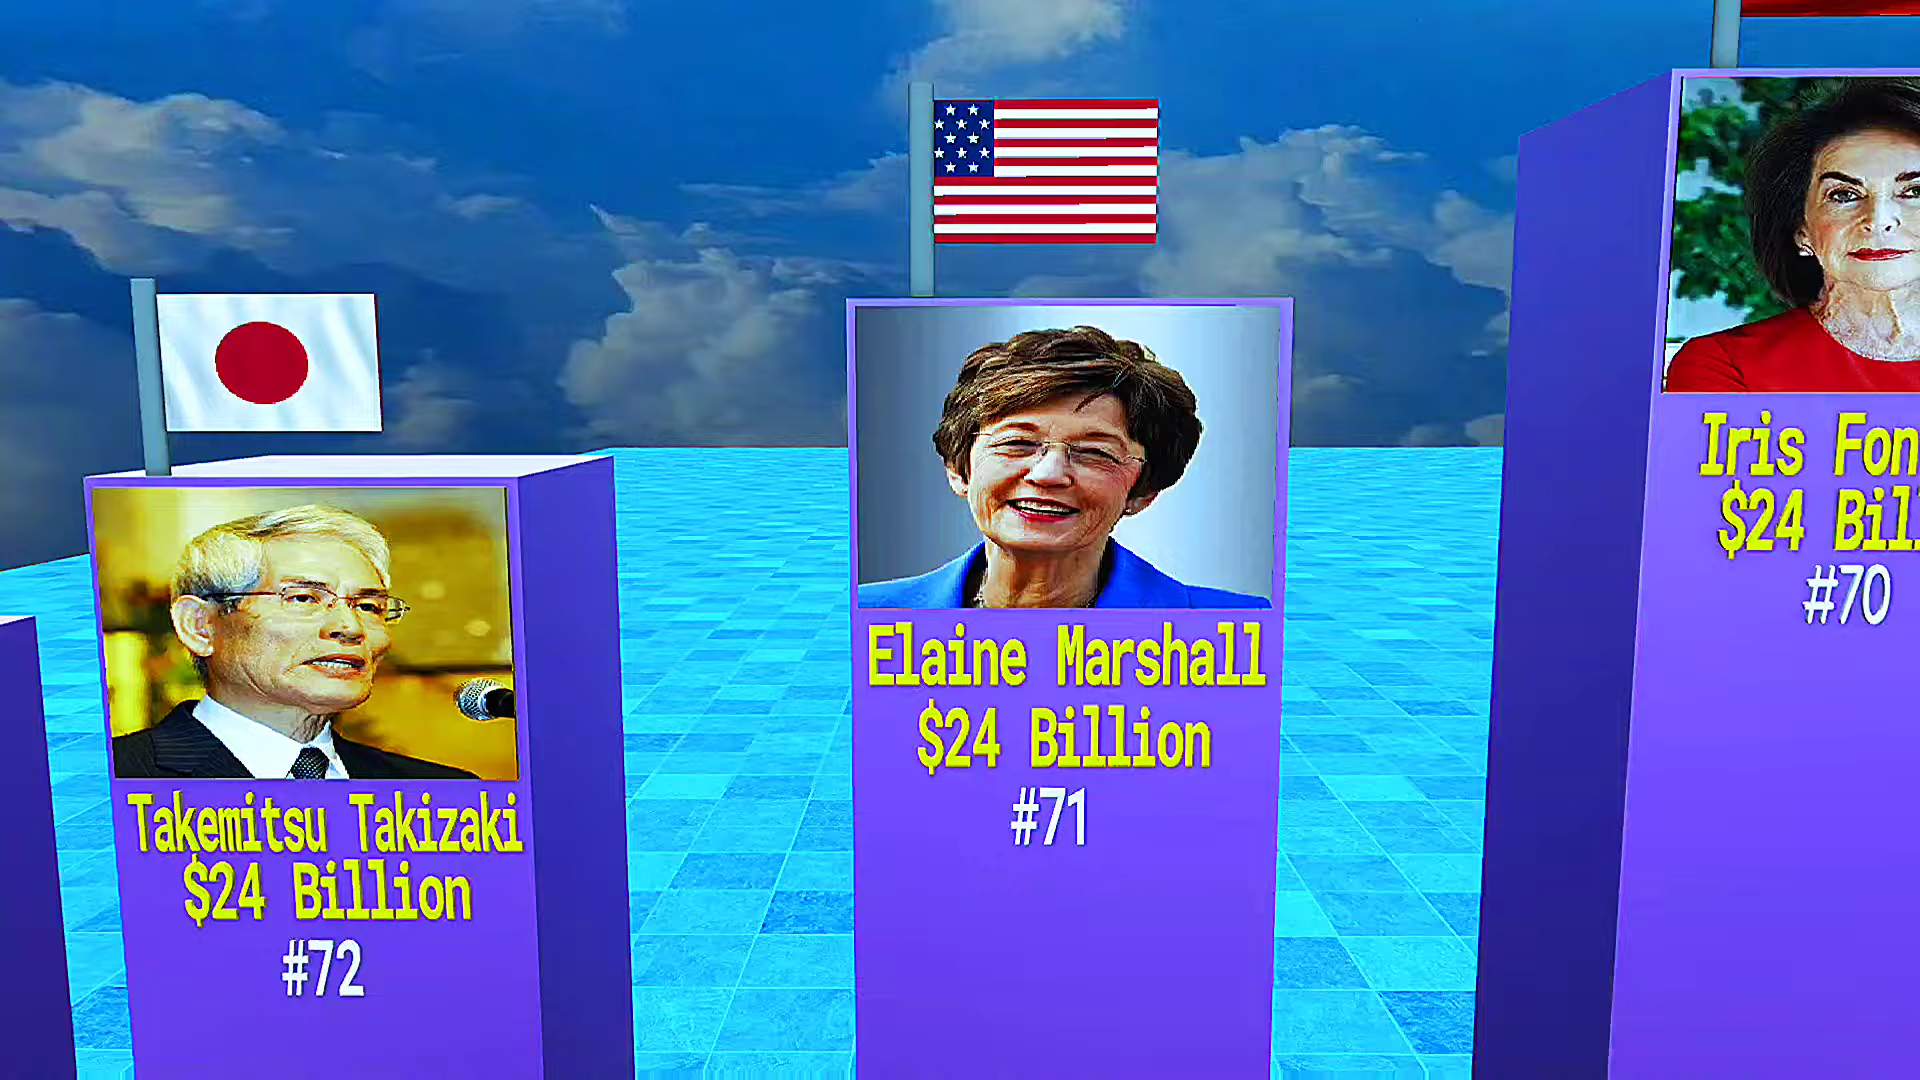 Takemitsu Takizaki
$24 Billion
#72
Elaine Marshall
$24 Billion
#71
Iris Fon
$24 Bil
#70